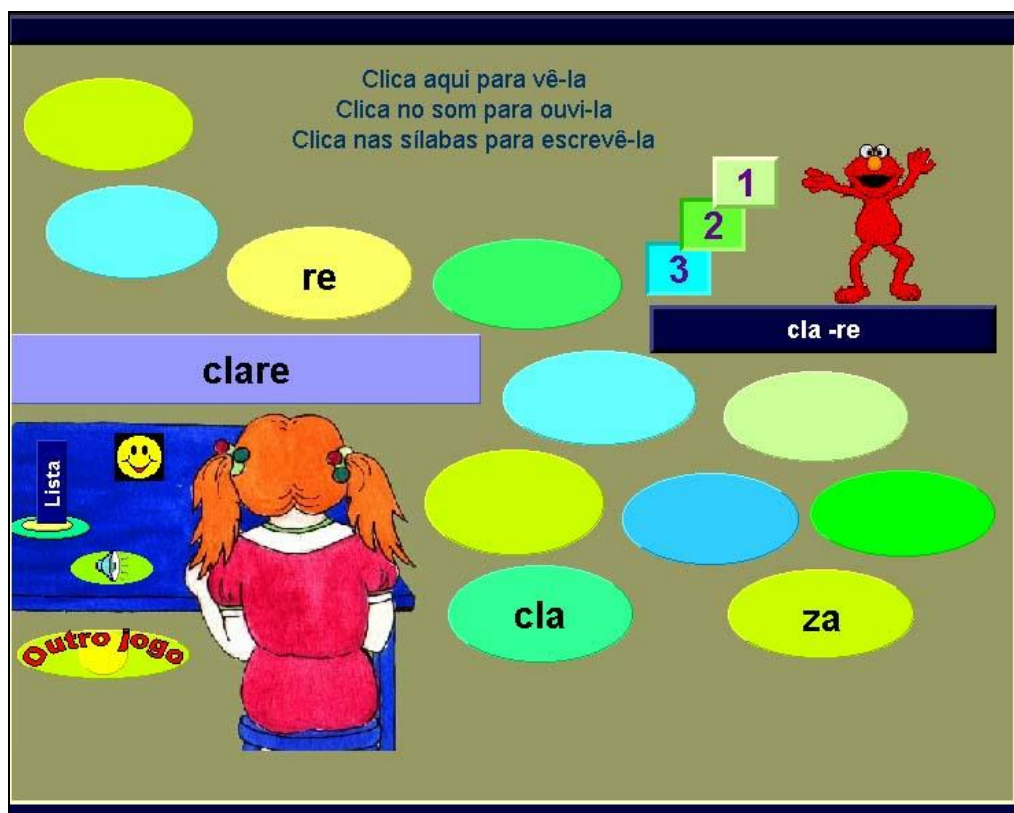 Clica aqui para vê-la
Clica no som para ouvi-la
Clica nas sílabas para escrevê-la
1
2
3
re
cla -re
clare
Lista
cla
za
Outro jogo